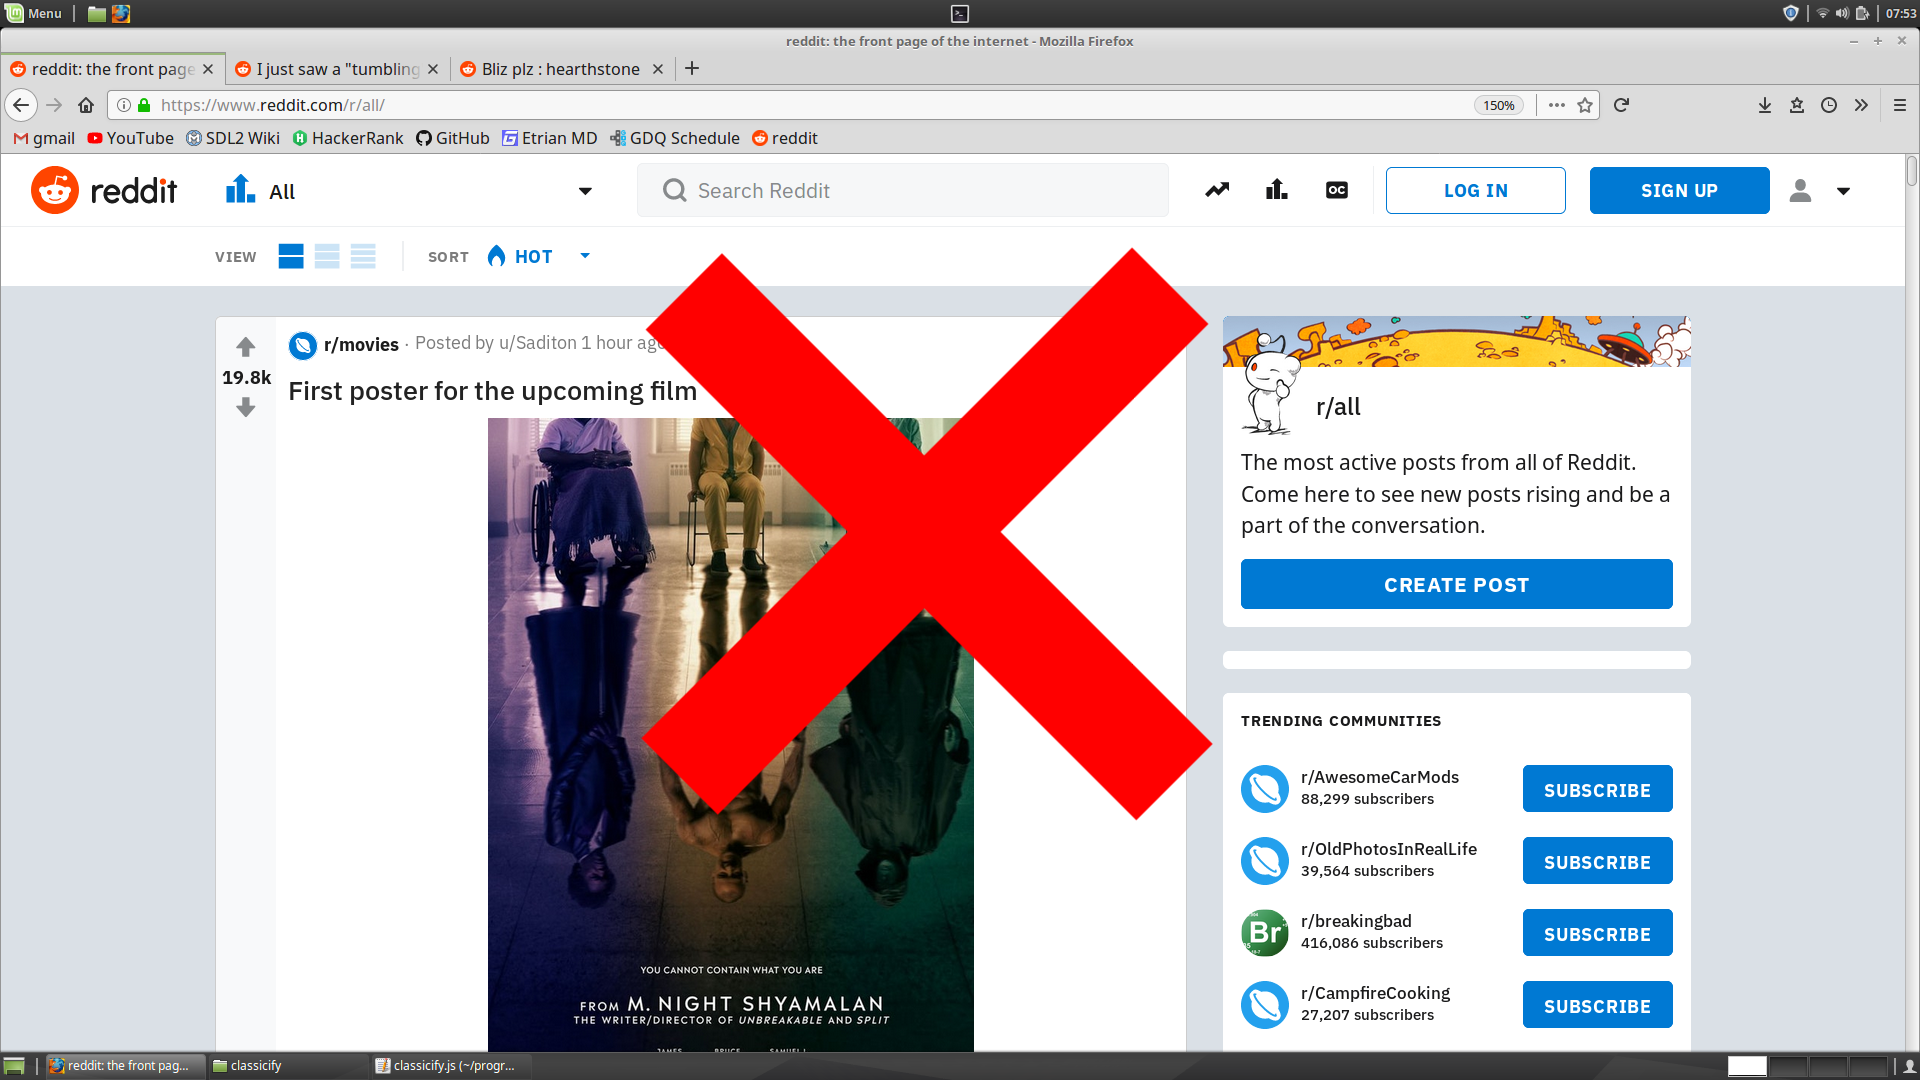 Menu
07:53
reddit: the front page of the internet - Mozilla Firefox
reddit: the front page
I just saw a "tumbling
Bliz plz : hearthstone
https://www.reddit.com/r/all/
150%
gmail
YouTube
SDL2 Wiki
HackerRank
GitHub
Etrian MD
GDQ Schedule
reddit
reddit
All
Search Reddit
OC
LOG IN
SIGN UP
VIEW
SORT
HOT
r/movies · Posted by u/Saditon 1 hour ago
19.8k
First poster for the upcoming film
YOU CANNOT CONTAIN WHAT YOU ARE
FROM M. NIGHT SHYAMALAN
THE WRITER/DIRECTOR OF UNBREAKABLE AND SPLIT
r/all
The most active posts from all of Reddit.
Come here to see new posts rising and be a
part of the conversation.
CREATE POST
TRENDING COMMUNITIES
r/AwesomeCarMods
88,299 subscribers
SUBSCRIBE
r/OldPhotosInRealLife
39,564 subscribers
SUBSCRIBE
Br
r/breakingbad
416,086 subscribers
SUBSCRIBE
r/CampfireCooking
27,207 subscribers
SUBSCRIBE
reddit: the front pag...
classicify
classicify.js (~/progr...